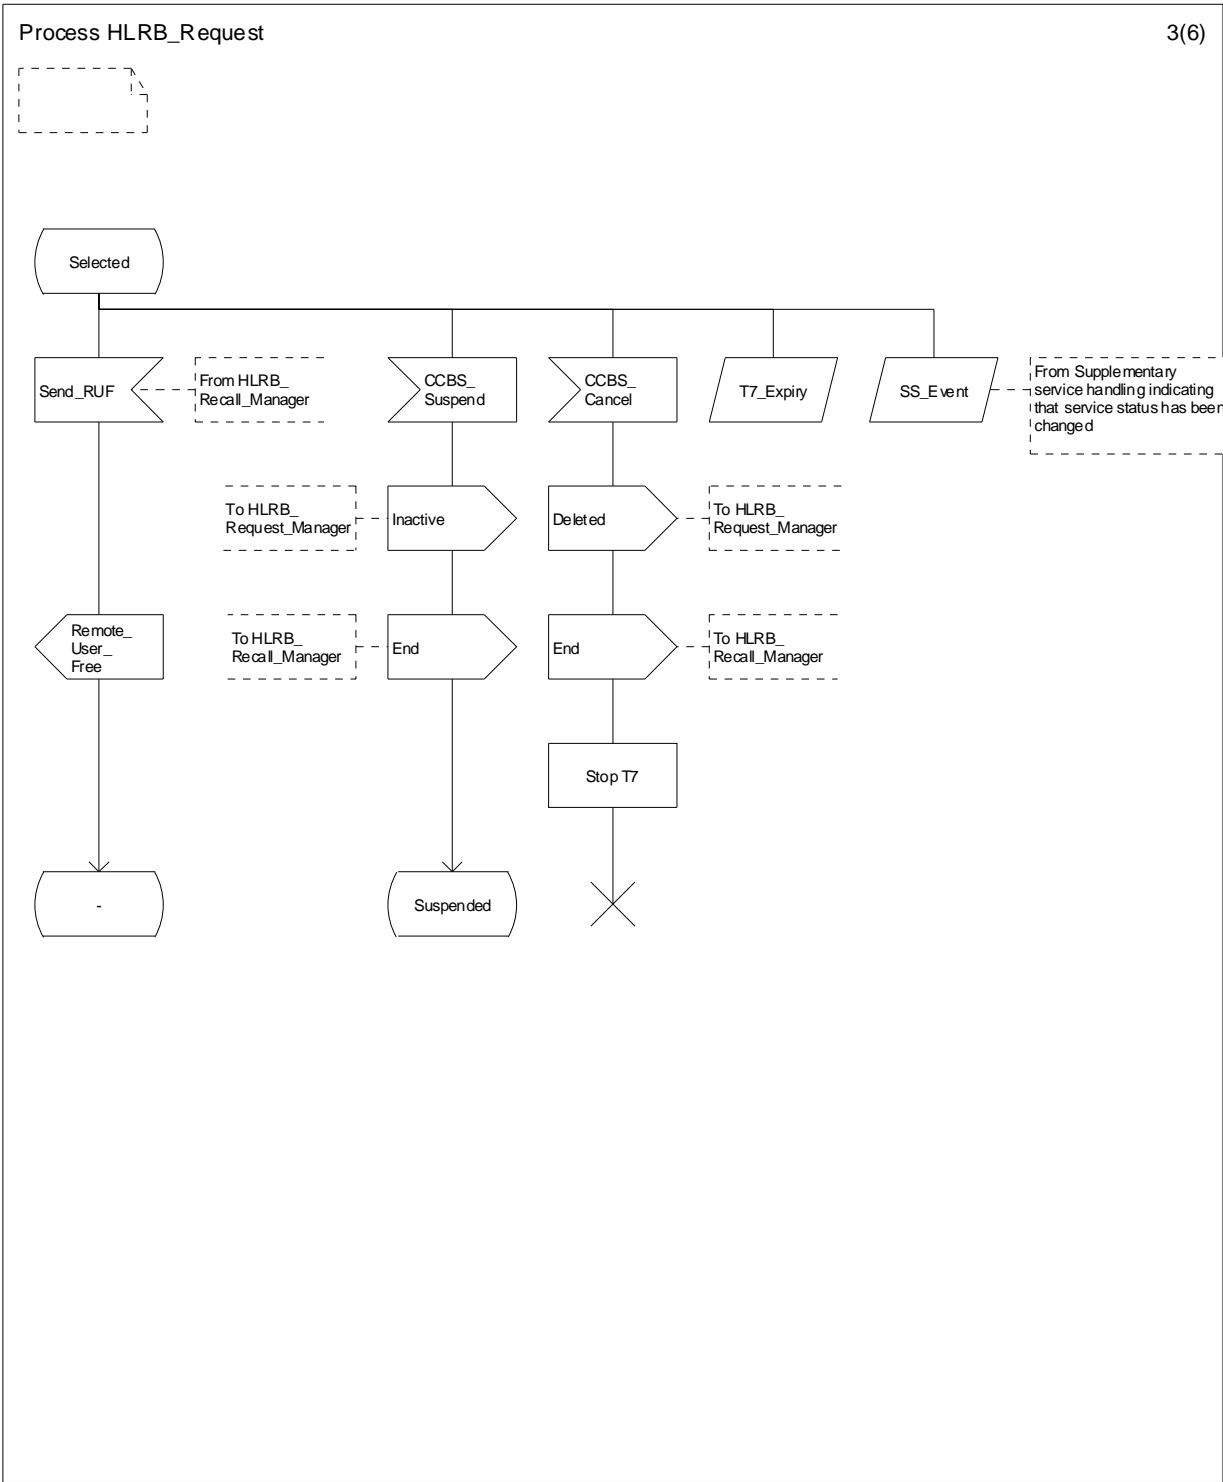 Process HLRB_Request
3(6)
Selected
Send_RUF
From HLRB_
Recall_Manager
CCBS_
Suspend
CCBS_
Cancel
T7_Expiry
SS_Event
From Supplementary
service handling indicating
that service status has been
changed
To HLRB_
Request_Manager
Inactive
Deleted
To HLRB_
Request_Manager
Remote_
User_
Free
To HLRB_
Recall_Manager
End
End
To HLRB_
Recall_Manager
Stop T7
-
Suspended